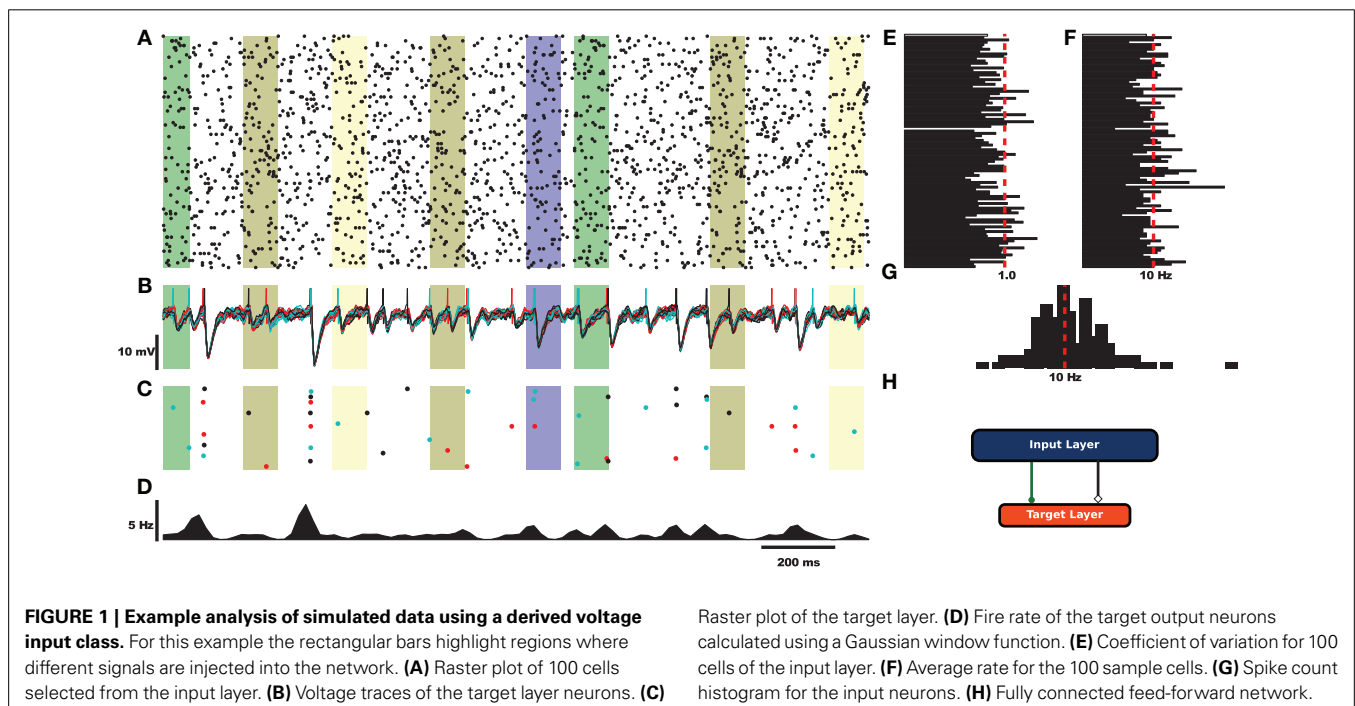 A
E
F
1.0
10 Hz
G
B
10 mV
10 Hz
C
H
Input Layer
Target Layer
D
5 Hz
200 ms
FIGURE 1 | Example analysis of simulated data using a derived voltage
input class. For this example the rectangular bars highlight regions where
different signals are injected into the network. (A) Raster plot of 100 cells
selected from the input layer. (B) Voltage traces of the target layer neurons. (C)
Raster plot of the target layer. (D) Fire rate of the target output neurons
calculated using a Gaussian window function. (E) Coefficient of variation for 100
cells of the input layer. (F) Average rate for the 100 sample cells. (G) Spike count
histogram for the input neurons. (H) Fully connected feed-forward network.